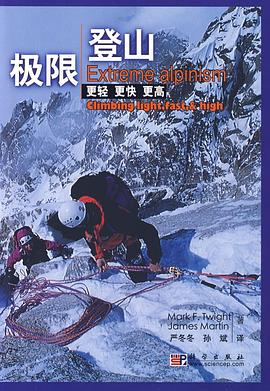 极限
登山
Extreme alpinism
更轻 更快 更高
Climbing light, fast, & high
Mark F. Twight
James Martin 著
严冬冬 孙斌 译
科学出版社
www.sciencep.com